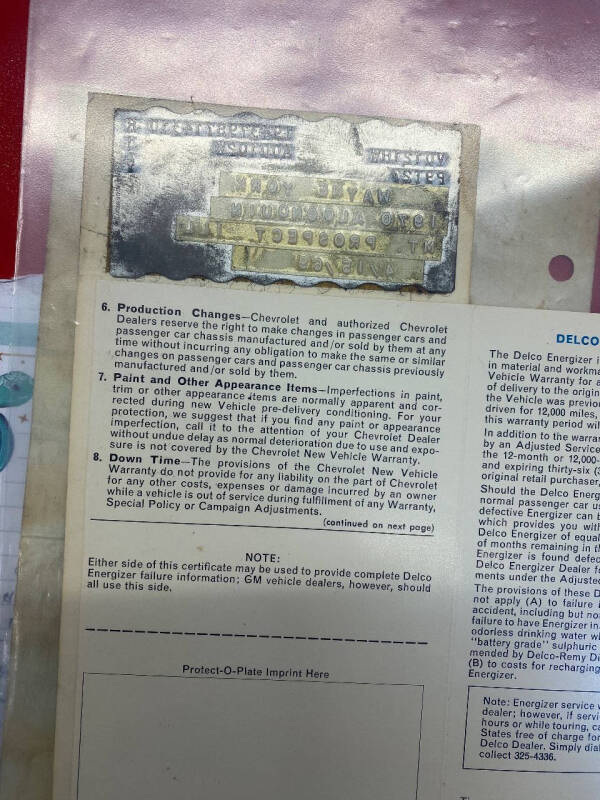 MT PROSPECT ILL
6. Production Changes—Chevrolet and authorized Chevrolet
Dealers reserve the right to make changes in passenger cars and
passenger car chassis manufactured and/or sold by them at any
time without incurring any obligation to make the same or similar
changes on passenger cars and passenger car chassis previously
manufactured and/or sold by them.
7. Paint and Other Appearance Items—Imperfections in paint,
trim or other appearance items are normally apparent and cor-
rected during new Vehicle pre-delivery conditioning. For your
protection, we suggest that if you find any paint or appearance
imperfection, call it to the attention of your Chevrolet Dealer
without undue delay as normal deterioration due to use and expo-
sure is not covered by the Chevrolet New Vehicle Warranty.
8. Down Time—The provisions of the Chevrolet New Vehicle
Warranty do not provide for any liability on the part of Chevrolet
for any other costs, expenses or damage incurred by an owner
while a vehicle is out of service during fulfillment of any Warranty,
Special Policy or Campaign Adjustments.
(continued on next page)
NOTE:
Either side of this certificate may be used to provide complete Delco
Energizer failure information; GM vehicle dealers, however, should
all use this side.
Protect-O-Plate Imprint Here
DELCO
The Delco Energizer i
in material and workma
Vehicle Warranty for a
of delivery to the origin
the Vehicle was previou
driven for 12,000 miles,
this warranty period wil
In addition to the warran
by an Adjusted Service
the 12-month or 12,000-
and expiring thirty-six (3
original retail purchaser,
Should the Delco Energ
normal passenger car us
defective Energizer can b
which provides you with
Delco Energizer of equal
of months remaining in th
Energizer is found defec
Delco Energizer Dealer fo
ments under the Adjusted
The provisions of these D
not apply (A) to failure
accident, including but no
failure to have Energizer in
odorless drinking water wh
"battery grade" sulphuric
mended by Delco-Remy Di
(B) to costs for recharging
Energizer.
Note: Energizer service w
dealer; however, if servi
hours or while touring, ca
States free of charge for
Delco Dealer. Simply dial
collect 325-4336.